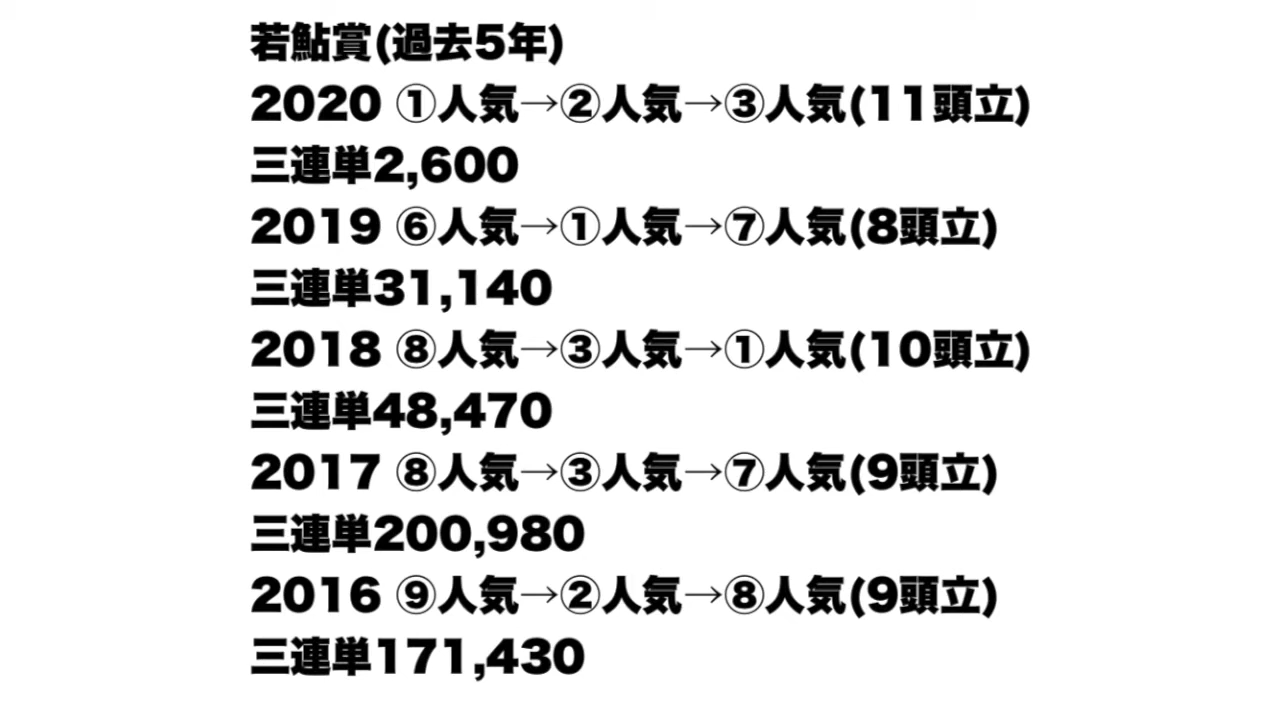 若鮎賞(過去5年)
2020 ①人気→②人気→③人気(11頭立)
三連単2,600
2019 ⑥人気→①人気→⑦人気(8頭立)
三連単31,140
2018 ⑧人気→③人気→①人気(10頭立)
三連単48,470
2017 ⑧人気→③人気→⑦人気(9頭立)
三連単200,980
2016 ⑨人気→②人気→⑧人気(9頭立)
三連単171,430